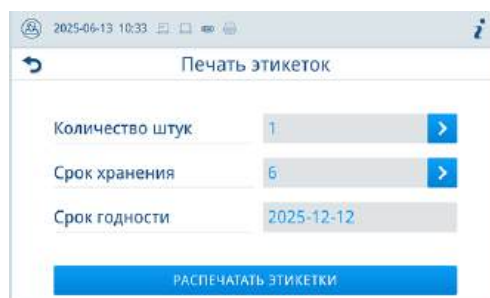 2025-06-13 10:33
i
Печать этикеток
Количество штук 1
Срок хранения 6
Срок годности 2025-12-12
РАСПЕЧАТАТЬ ЭТИКЕТКИ